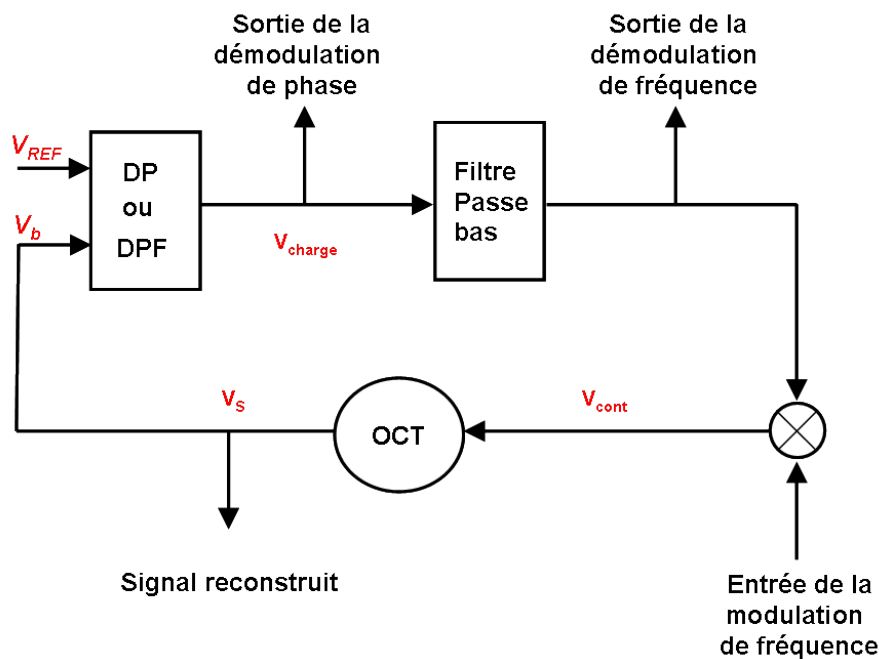 Sortie de la
démodulation
de phase
Sortie de la
démodulation
de fréquence
VREF
Vb
DP
ou
DPF
Vcharge
Filtre
Passe
bas
VS
OCT
Vcont
Signal reconstruit
Entrée de la
modulation
de fréquence